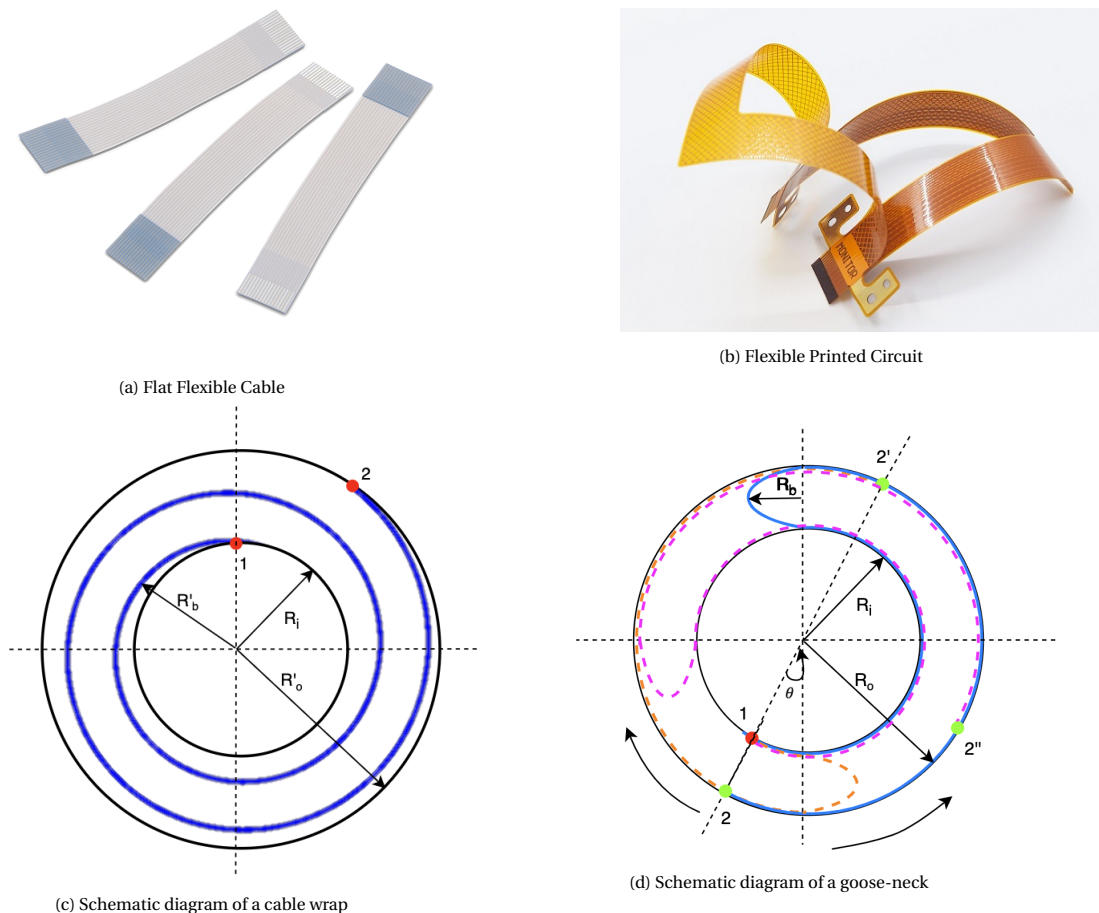 MONITOR
(b) Flexible Printed Circuit
(a) Flat Flexible Cable
2
1
R'b
Ri
R'o
(c) Schematic diagram of a cable wrap
2'
Rb
Ri
Ro
θ
1
2
2"
(d) Schematic diagram of a goose-neck